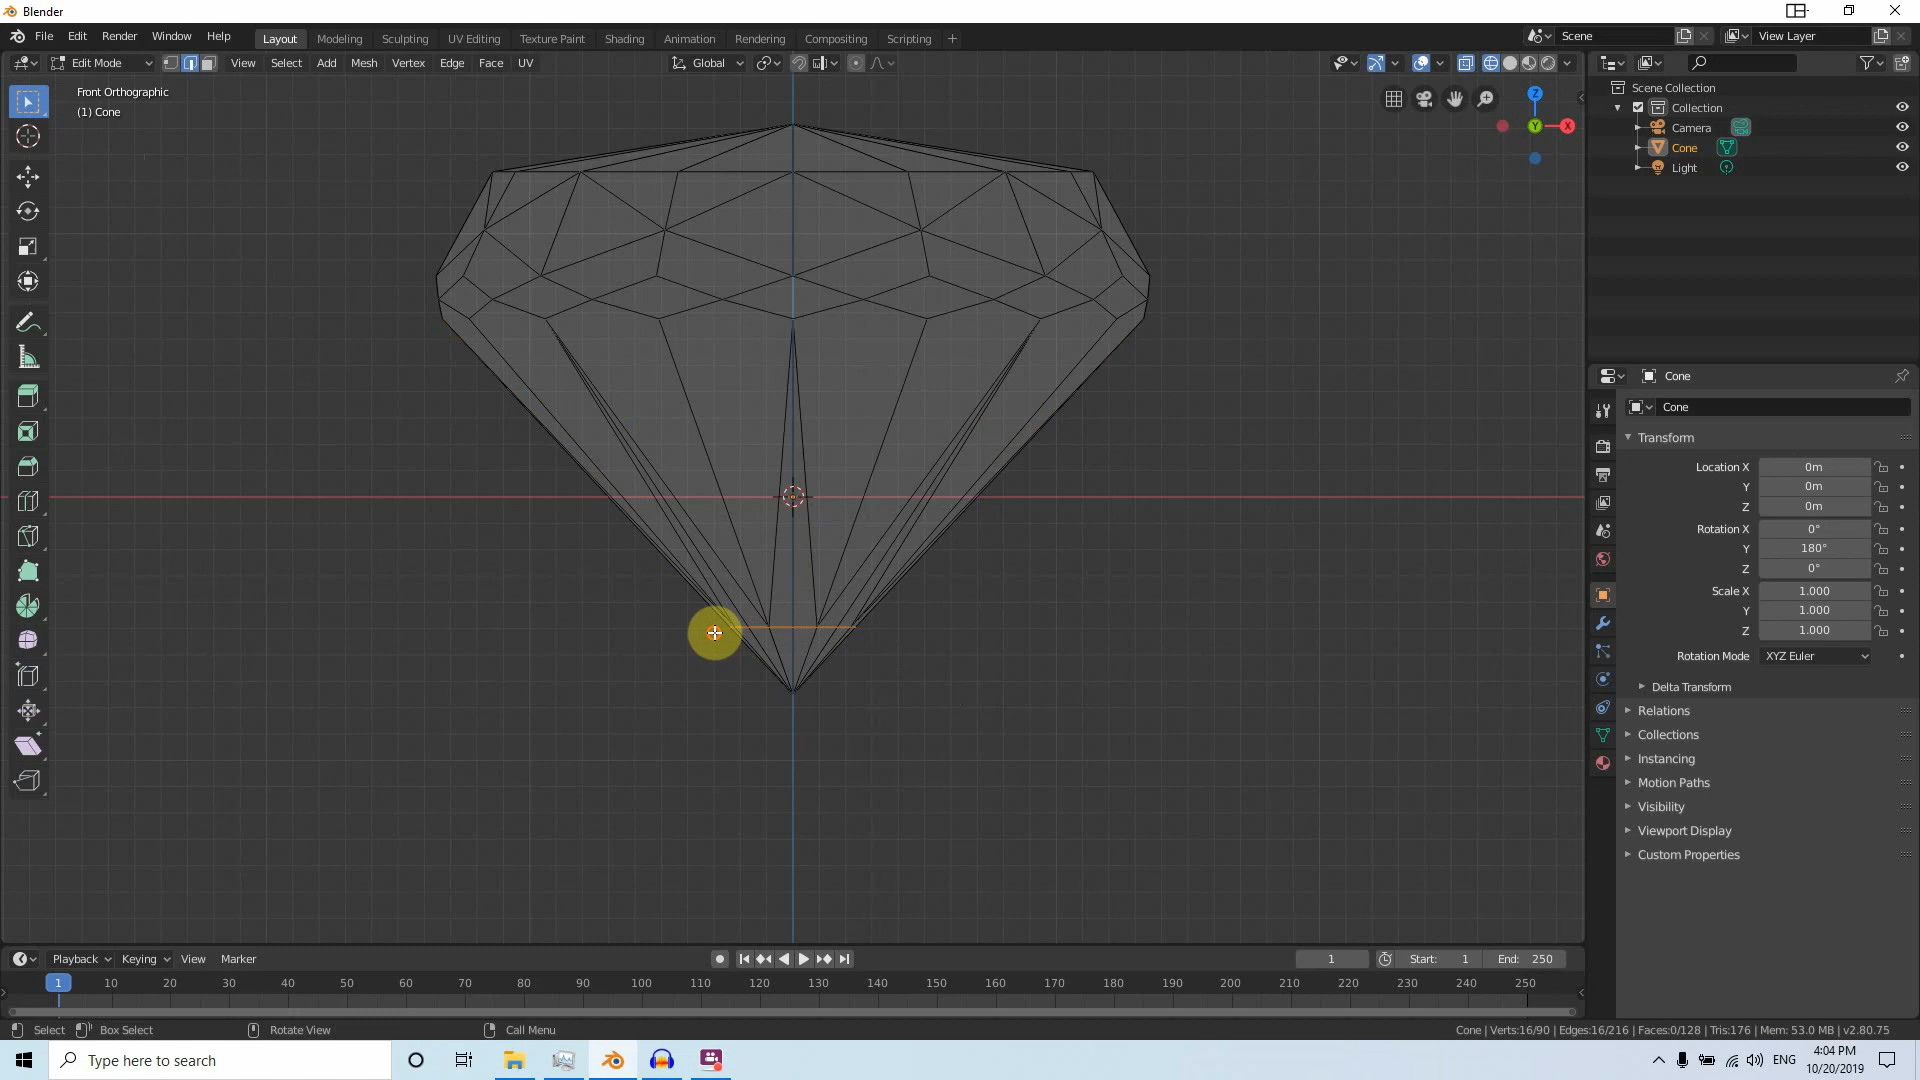 Blender
File Edit Render Window Help
Layout Modeling Sculpting UV Editing Texture Paint Shading Animation Rendering Compositing Scripting +
Scene
View Layer
Edit Mode View Select Add Mesh Vertex Edge Face UV
Global
Front Orthographic
(1) Cone
Z
Y
X
Scene Collection
Collection
Camera
Cone
Light
Cone
Cone
Transform
Location X 0m
Y 0m
Z 0m
Rotation X 0°
Y 180°
Z 0°
Scale X 1.000
Y 1.000
Z 1.000
Rotation Mode XYZ Euler
Delta Transform
Relations
Collections
Instancing
Motion Paths
Visibility
Viewport Display
Custom Properties
Playback Keying View Marker
1 Start: 1 End: 250
1 10 20 30 40 50 60 70 80 90 100 110 120 130 140 150 160 170 180 190 200 210 220 230 240 250
Select Box Select Rotate View Call Menu
Cone | Verts:16/90 | Edges:16/216 | Faces:0/128 | Tris:176 | Mem: 53.0 MB | v2.80.75
Type here to search
ENG
4:04 PM
10/20/2019